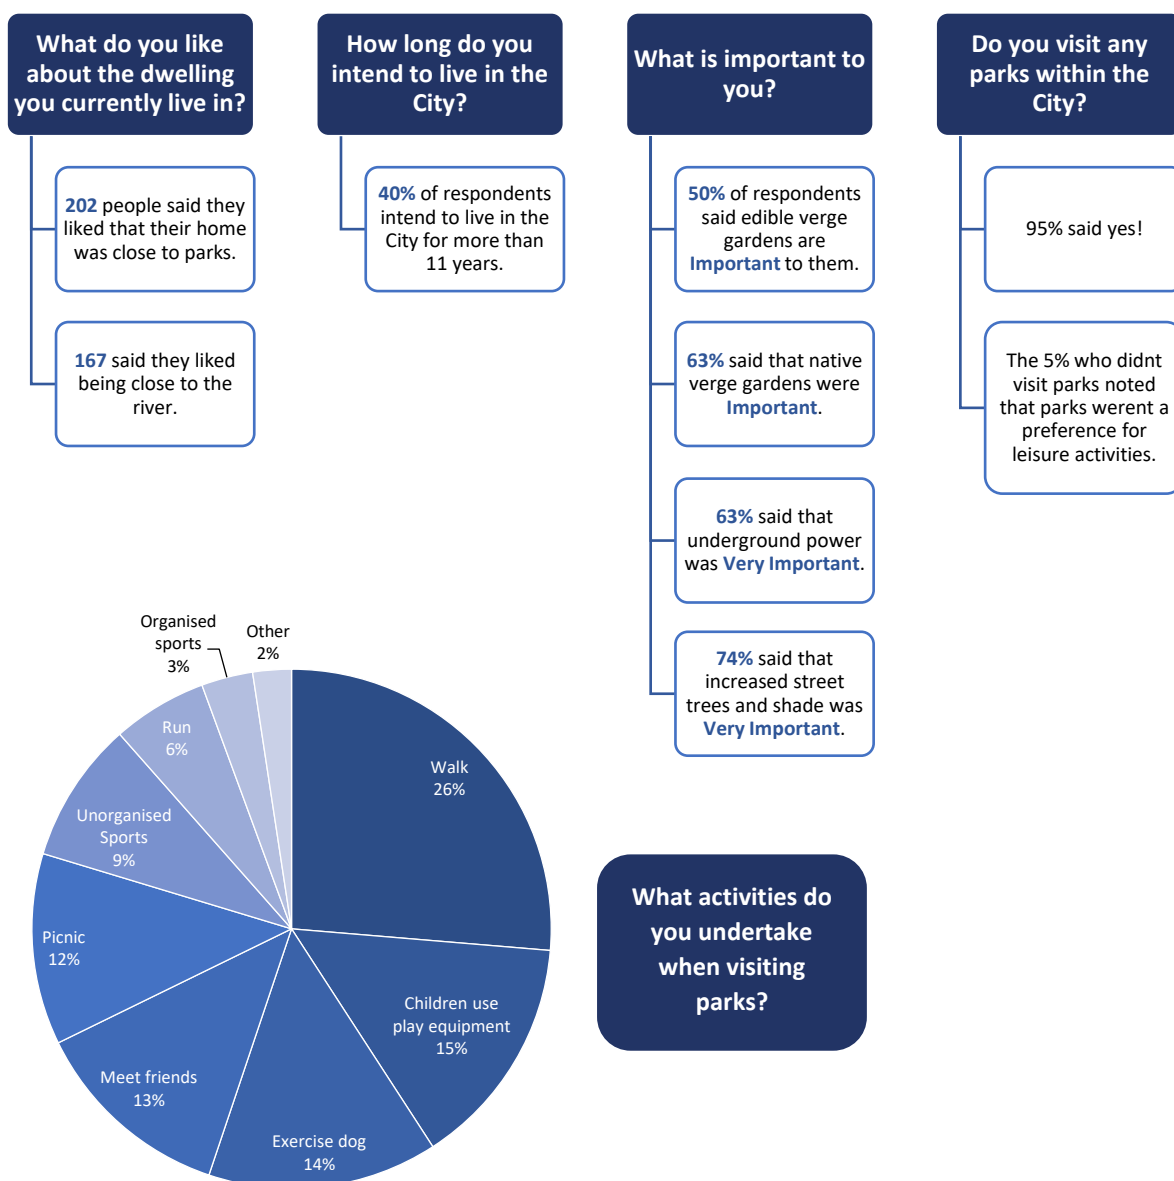 What do you like
about the dwelling
you currently live in?
202 people said they
liked that their home
was close to parks.
167 said they liked
being close to the
river.
How long do you
intend to live in the
City?
40% of respondents
intend to live in the
City for more than
11 years.
What is important to
you?
50% of respondents
said edible verge
gardens are
Important to them.
63% said that native
verge gardens were
Important.
63% said that
underground power
was Very Important.
74% said that
increased street
trees and shade was
Very Important.
Do you visit any
parks within the
City?
95% said yes!
The 5% who didnt
visit parks noted
that parks werent a
preference for
leisure activities.
Organised
sports
3%
Other
2%
Run
6%
Walk
26%
Unorganised
Sports
9%
Picnic
12%
Children use
play equipment
15%
Meet friends
13%
Exercise dog
14%
What activities do
you undertake
when visiting
parks?